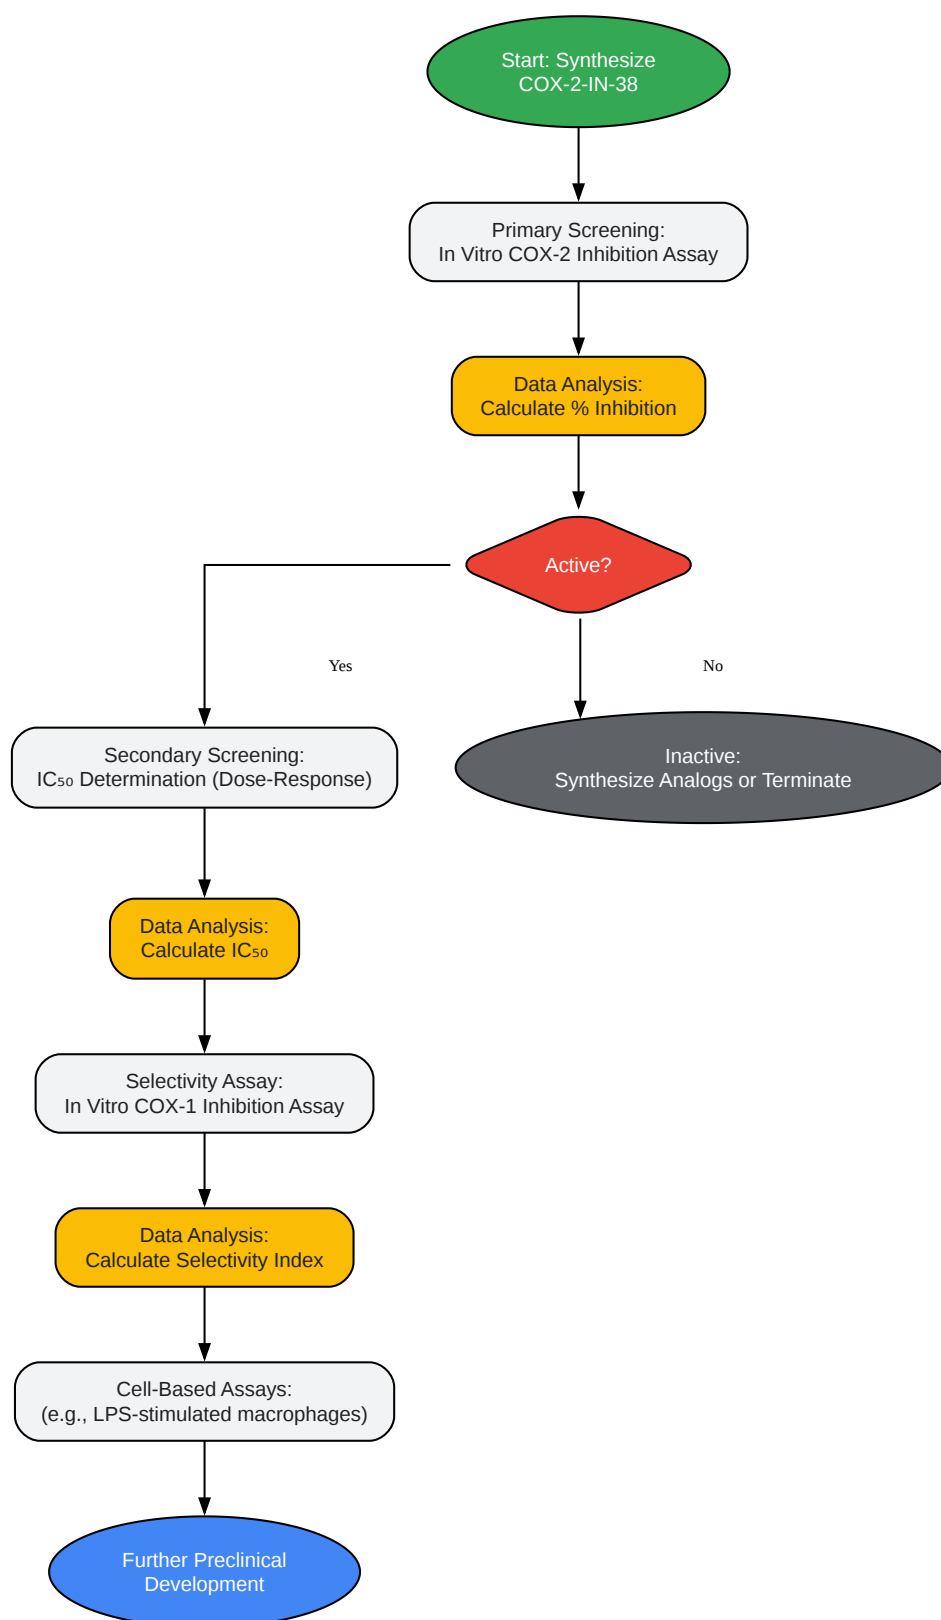 Start: Synthesize
COX-2-IN-38
Primary Screening:
In Vitro COX-2 Inhibition Assay
Data Analysis:
Calculate % Inhibition
Active?
Yes
No
Secondary Screening:
IC₅₀ Determination (Dose-Response)
Inactive:
Synthesize Analogs or Terminate
Data Analysis:
Calculate IC₅₀
Selectivity Assay:
In Vitro COX-1 Inhibition Assay
Data Analysis:
Calculate Selectivity Index
Cell-Based Assays:
(e.g., LPS-stimulated macrophages)
Further Preclinical
Development